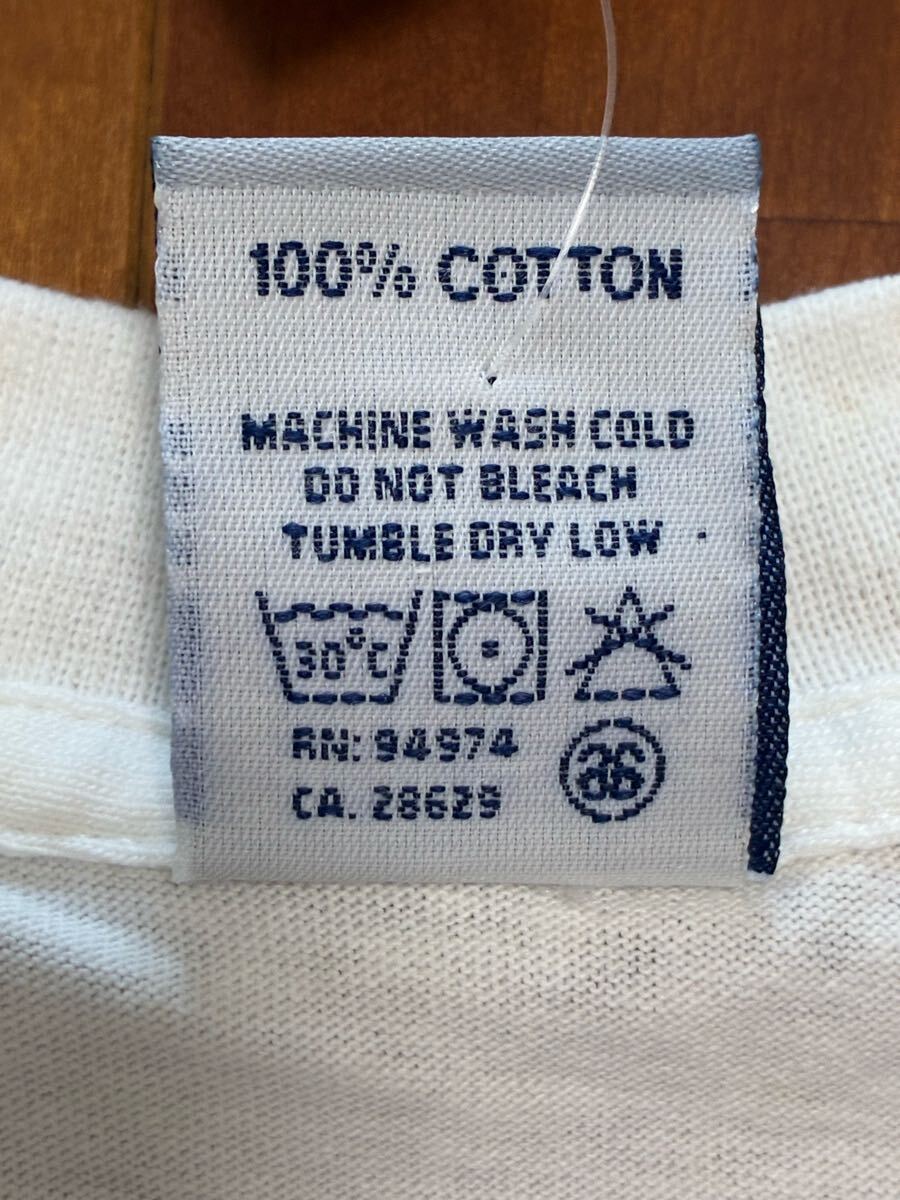 100% COTTON
MACHINE WASH COLD
DO NOT BLEACH
TUMBLE DRY LOW
30°C
RN: 94974
CA. 28629